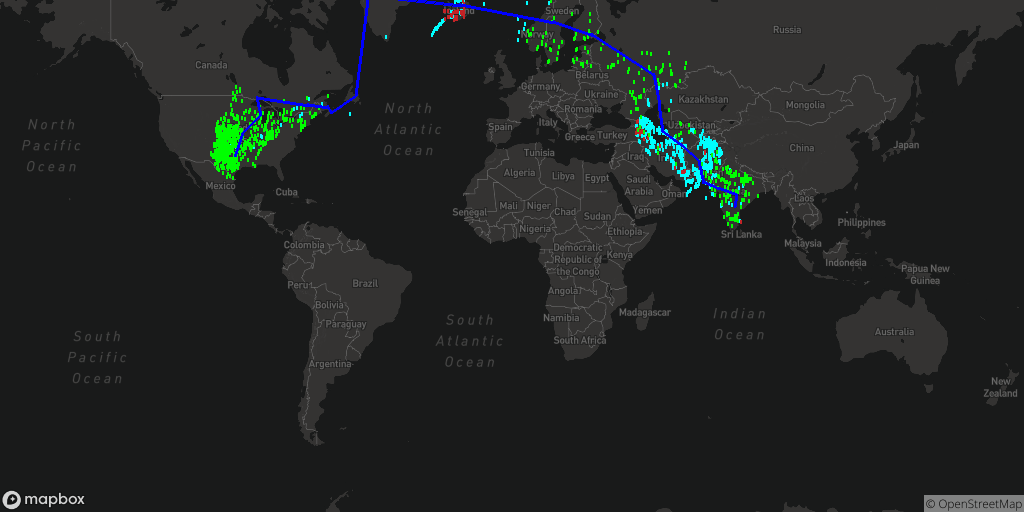 Sweden
Russia
Norway
Canada
Belarus
Germany
Ukraine
Kazakhstan
Mongolia
North
Pacific
Ocean
North
Atlantic
Ocean
Romania
Spain
Italy
Greece
Turkey
Uzbekistan
China
Japan
Tunisia
Iraq
Algeria
Libya
Egypt
Saudi
Arabia
Oman
Mexico
Cuba
Laos
Senegal
Mali
Niger
Chad
Sudan
Yemen
Philippines
Nigeria
Ethiopia
Sri Lanka
Malaysia
Colombia
Democratic
Republic of
the Congo
Kenya
Indonesia
Papua New
Guinea
Peru
Brazil
Angola
Bolivia
Namibia
Madagascar
Paraguay
South
Pacific
Ocean
South
Atlantic
Ocean
Indian
Ocean
South Africa
Australia
Argentina
New
Zealand
mapbox
© OpenStreetMap